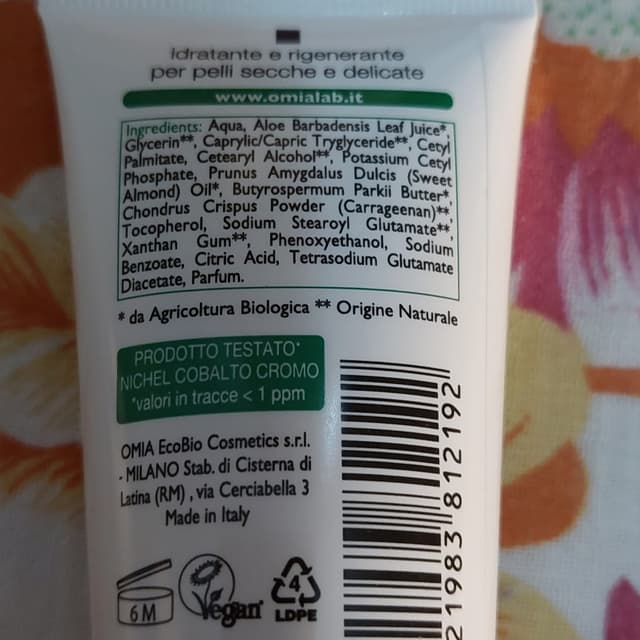 idratante e rigenerante
per pelli secche e delicate
www.omialab.it
Ingredients: Aqua, Aloe Barbadensis Leaf Juice*,
Glycerin**, Caprylic/Capric Tryglyceride**, Cetyl
Palmitate, Cetearyl Alcohol**, Potassium Cetyl
Phosphate, Prunus Amygdalus Dulcis (Sweet
Almond) Oil*, Butyrospermum Parkii Butter*,
Chondrus Crispus Powder (Carrageenan)**,
Tocopherol, Sodium Stearoyl Glutamate**,
Xanthan Gum**, Phenoxyethanol, Sodium
Benzoate, Citric Acid, Tetrasodium Glutamate
Diacetate, Parfum.
* da Agricoltura Biologica ** Origine Naturale
PRODOTTO TESTATO*
NICHEL COBALTO CROMO
*valori in tracce < 1 ppm
OMIA EcoBio Cosmetics s.r.l.
- MILANO Stab. di Cisterna di
Latina (RM) , via Cerciabella 3
Made in Italy
6 M
Vegan
4
LDPE
21983 812192